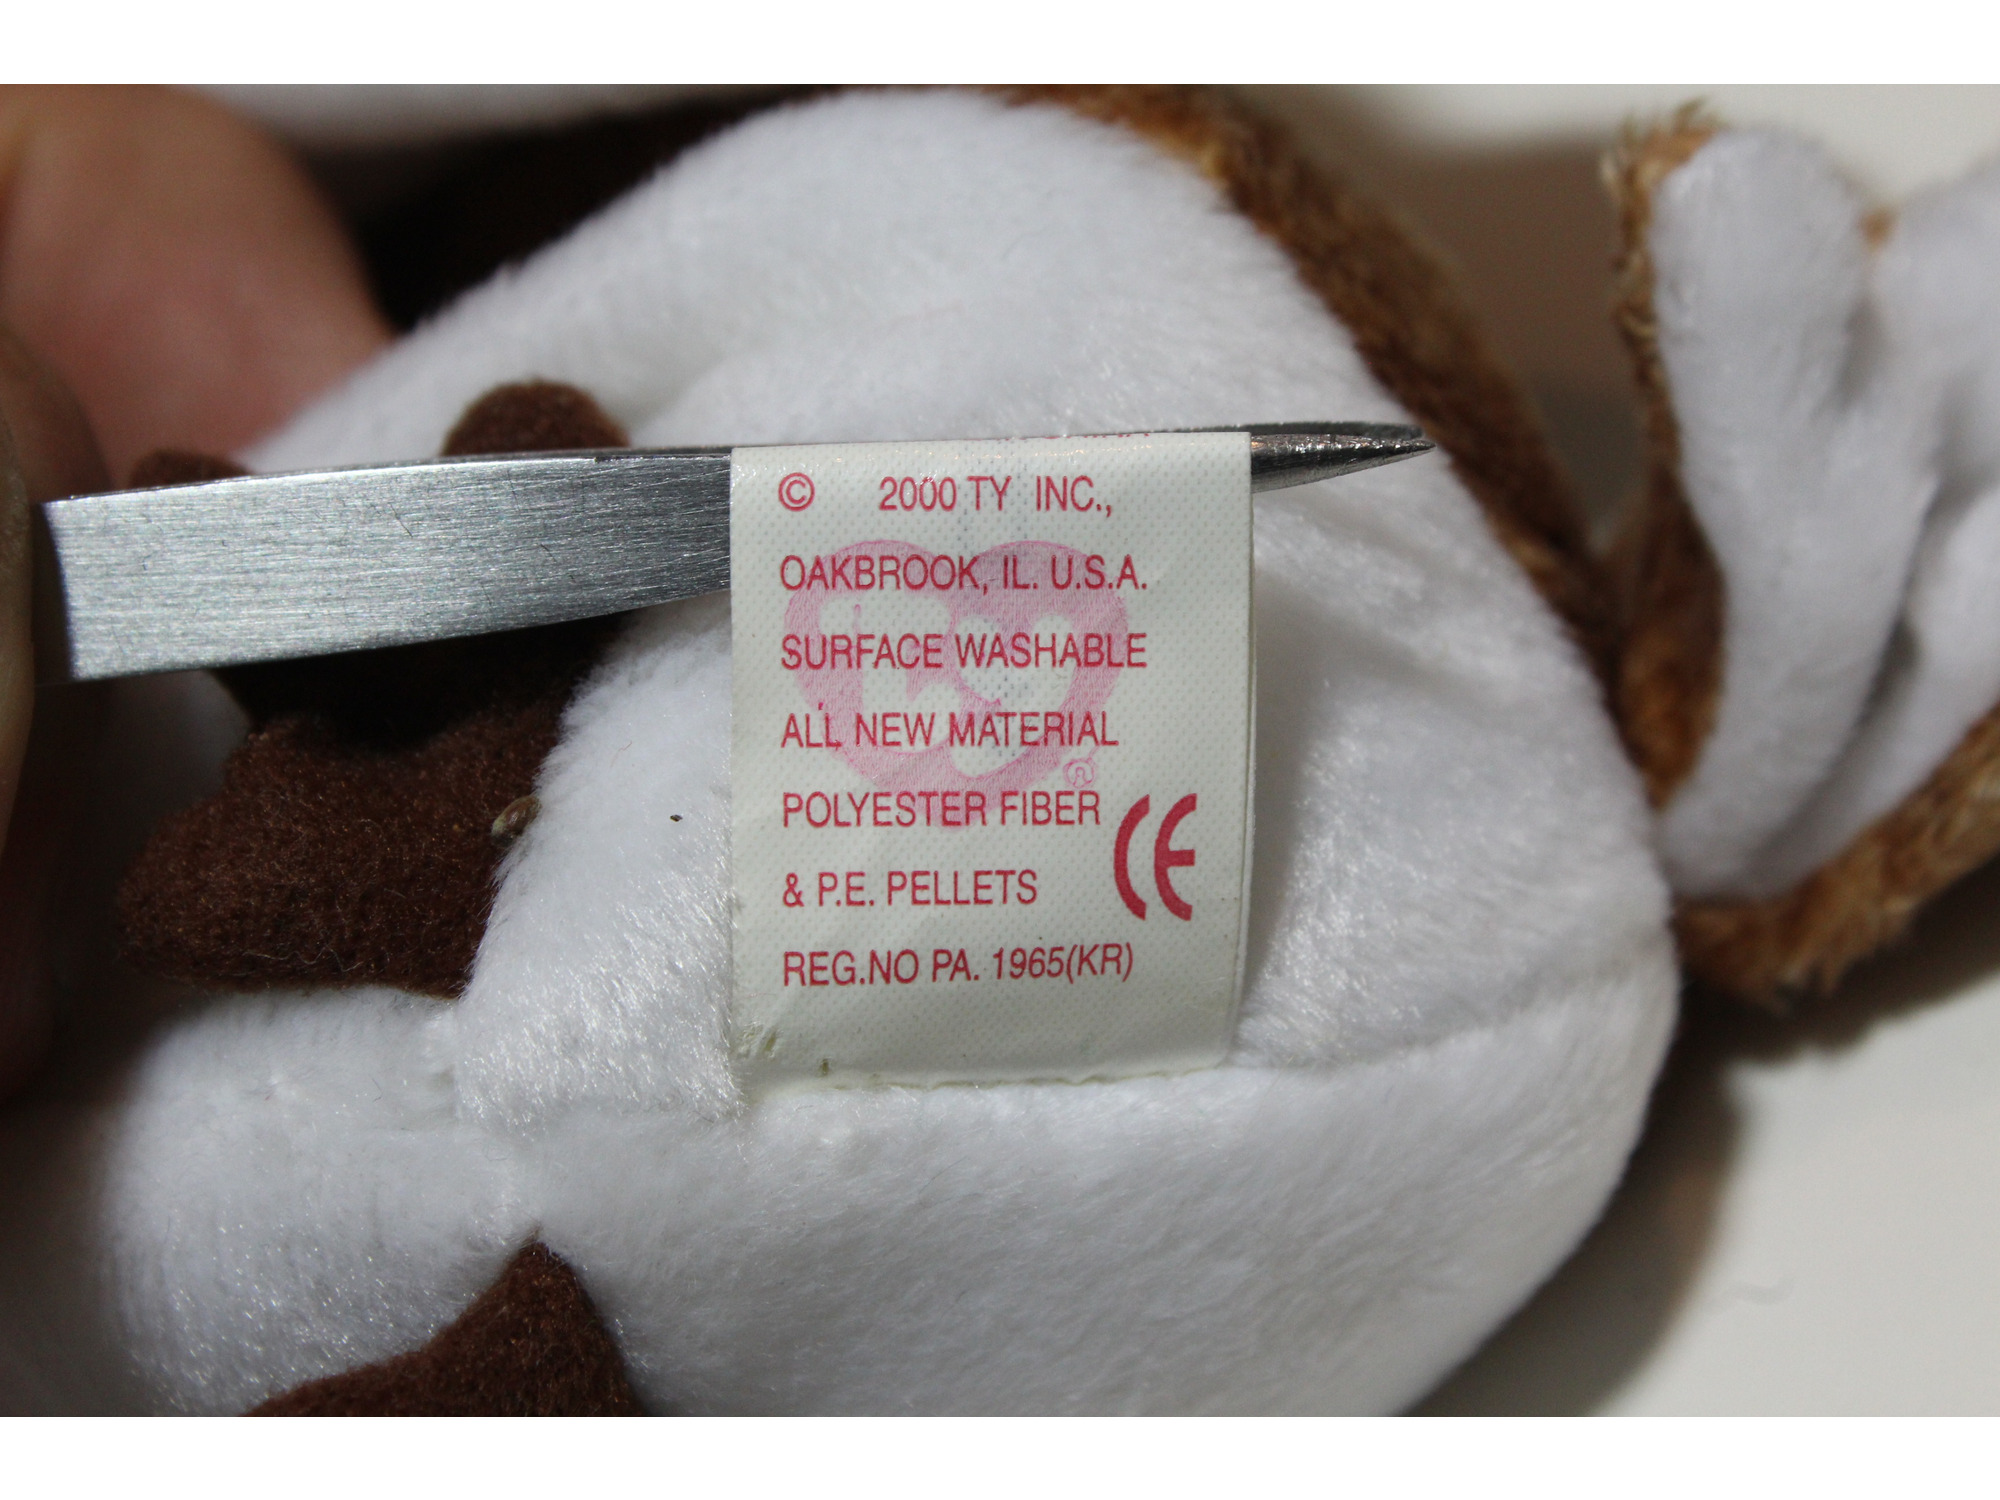 © 2000 TY INC.,
OAKBROOK, IL. U.S.A.
SURFACE WASHABLE
ALL NEW MATERIAL
POLYESTER FIBER
& P.E. PELLETS
REG.NO PA. 1965(KR)
CE
ty
®